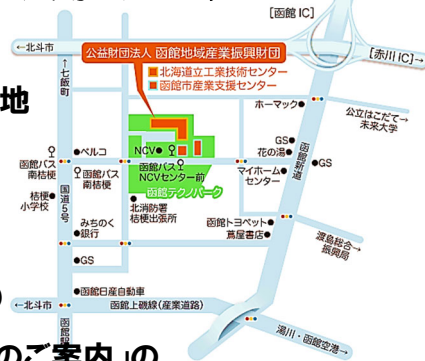 [函館IC]
←北斗市
[赤川IC]→
公益財団法人 函館地域産業振興財団
北海道立工業技術センター
函館市産業支援センター
↑七飯町
地
ホーマック
公立はこだて→
未来大学
GS
花の湯
ベルコ
NCV
函館バス
南桔梗
函館バス
南桔梗
函館バス
NCVセンター前
マイホーム
センター
GS
函館新道
函館テクノパーク
桔梗
小学校
国道5号
北消防署
桔梗出張所
みちのく
銀行
函館トヨペット
蔦屋書店
渡島総合→
振興局
GS
函館日産自動車
←北斗市
函館上磯線(産業道路)
函館駅
湯川・函館空港→
のご案内」の